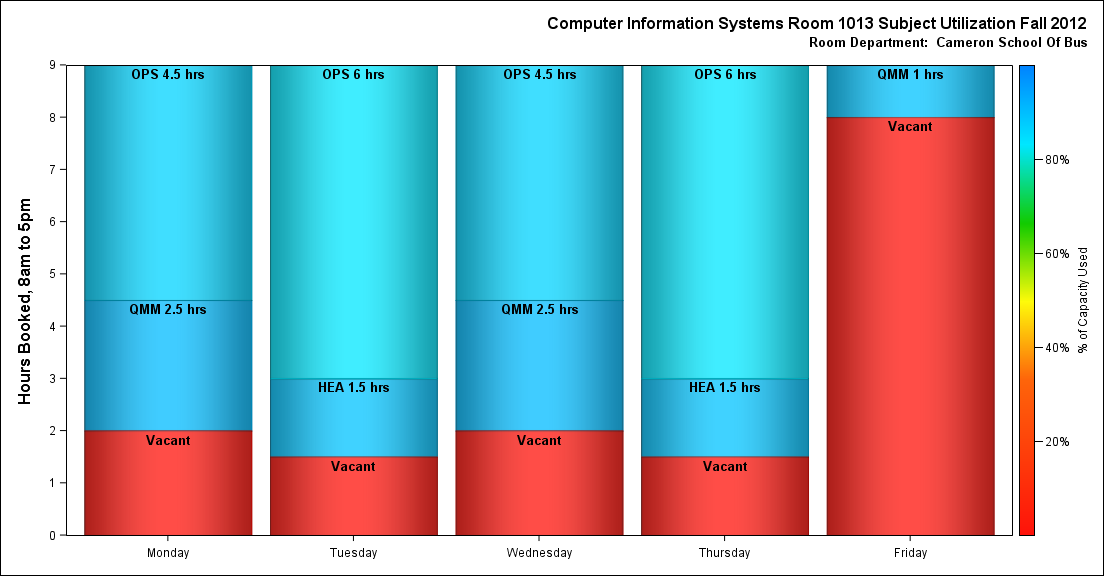 Computer Information Systems Room 1013 Subject Utilization Fall 2012
Room Department:  Cameron School Of Bus
Hours Booked, 8am to 5pm
9
8
7
6
5
4
3
2
1
0
OPS 4.5 hrs
QMM 2.5 hrs
Vacant
OPS 6 hrs
HEA 1.5 hrs
Vacant
OPS 4.5 hrs
QMM 2.5 hrs
Vacant
OPS 6 hrs
HEA 1.5 hrs
Vacant
QMM 1 hrs
Vacant
Monday
Tuesday
Wednesday
Thursday
Friday
80%
60%
40%
20%
% of Capacity Used